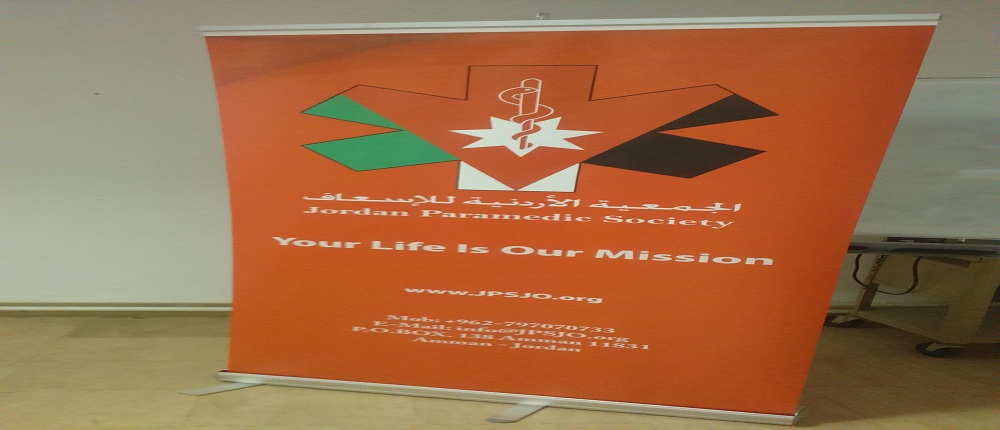 الجمعية الأردنية للإسعاف
Jordan Paramedic Society
Your Life Is Our Mission
www.JPSJO.org
Mob: +962-797070733
E-Mail: info@JPSJO.org
P.O.BOX. 138 Amman 11831
Amman - Jordan